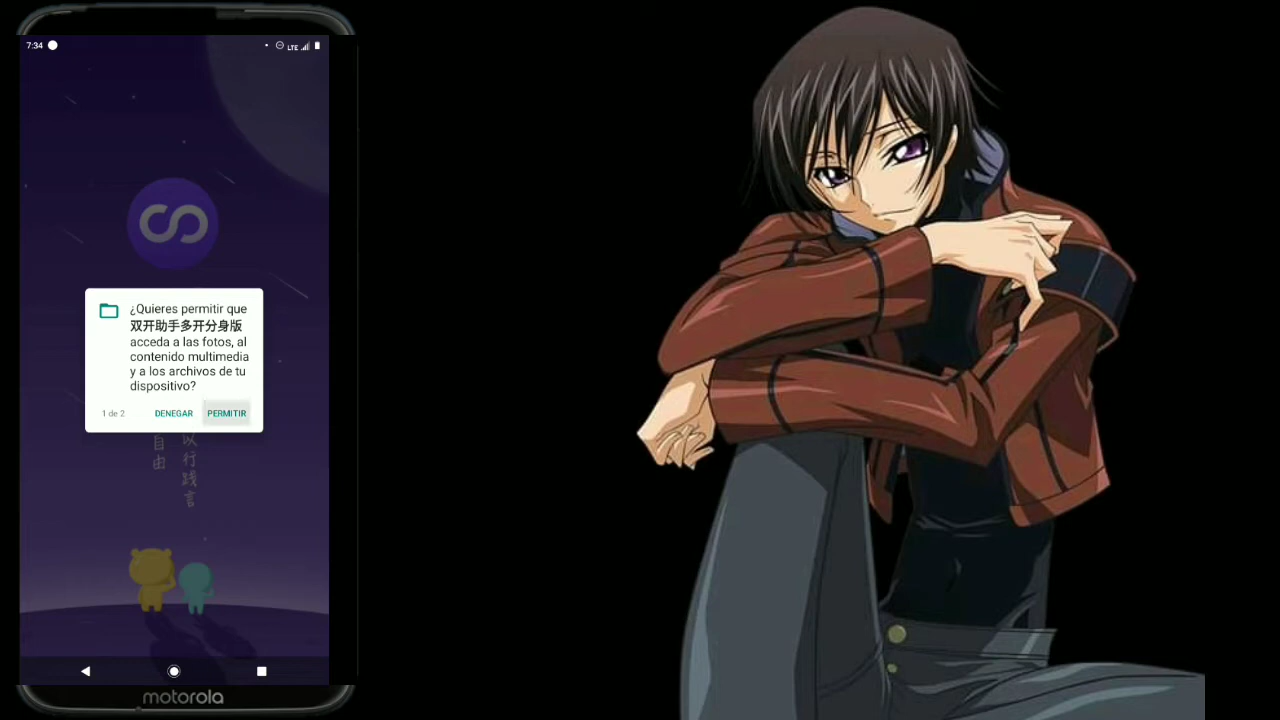 7:34
LTE
¿Quieres permitir que
双开助手多开分身版
acceda a las fotos, al
contenido multimedia
y a los archivos de tu
dispositivo?
1 de 2
DENEGAR
PERMITIR
以行践言
自由
motorola